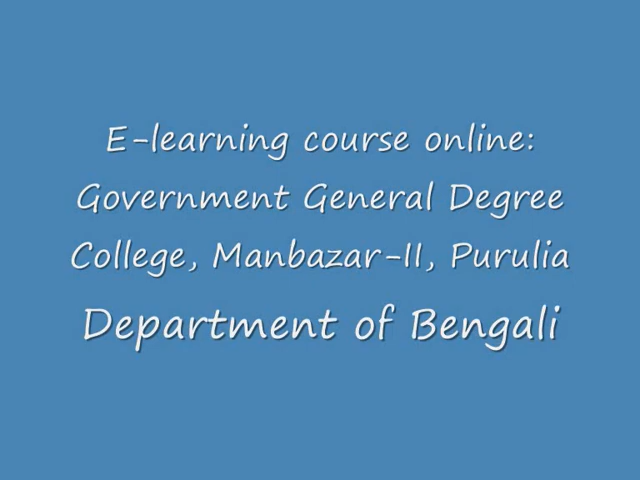 E-learning course online:
Government General Degree
College, Manbazar-II, Purulia
Department of Bengali